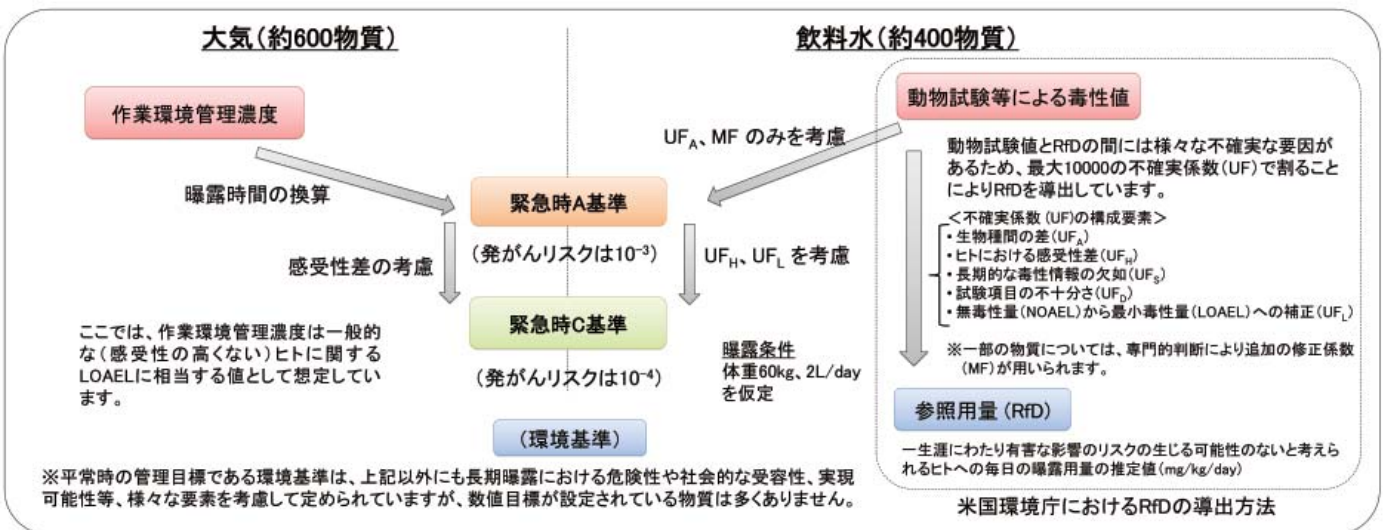 大気(約600物質)
作業環境管理濃度
曝露時間の換算
感受性差の考慮
ここでは、作業環境管理濃度は一般的
な(感受性の高くない)ヒトに関する
LOAELに相当する値として想定してい
ます。
緊急時A基準
(発がんリスクは10⁻³)
緊急時C基準
(発がんリスクは10⁻⁴)
(環境基準)
飲料水(約400物質)
UF_A、MF のみを考慮
UF_H、UF_L を考慮
曝露条件
体重60kg、2L/day
を仮定
動物試験等による毒性値
動物試験値とRfDの間には様々な不確実な要因が
あるため、最大10000の不確実係数(UF)で割ること
によりRfDを導出しています。
<不確実係数(UF)の構成要素>
・生物種間の差(UF_A)
・ヒトにおける感受性差(UF_H)
・長期的な毒性情報の欠如(UF_S)
・試験項目の不十分さ(UF_D)
・無毒性量(NOAEL)から最小毒性量(LOAEL)への補正(UF_L)
※一部の物質については、専門的判断により追加の修正係数
(MF)が用いられます。
参照用量(RfD)
一生涯にわたり有害な影響のリスクの生じる可能性のないと考えら
れるヒトへの毎日の曝露用量の推定値(mg/kg/day)
米国環境庁におけるRfDの導出方法
※平常時の管理目標である環境基準は、上記以外にも長期曝露における危険性や社会的な受容性、実現
可能性等、様々な要素を考慮して定められていますが、数値目標が設定されている物質は多くありません。